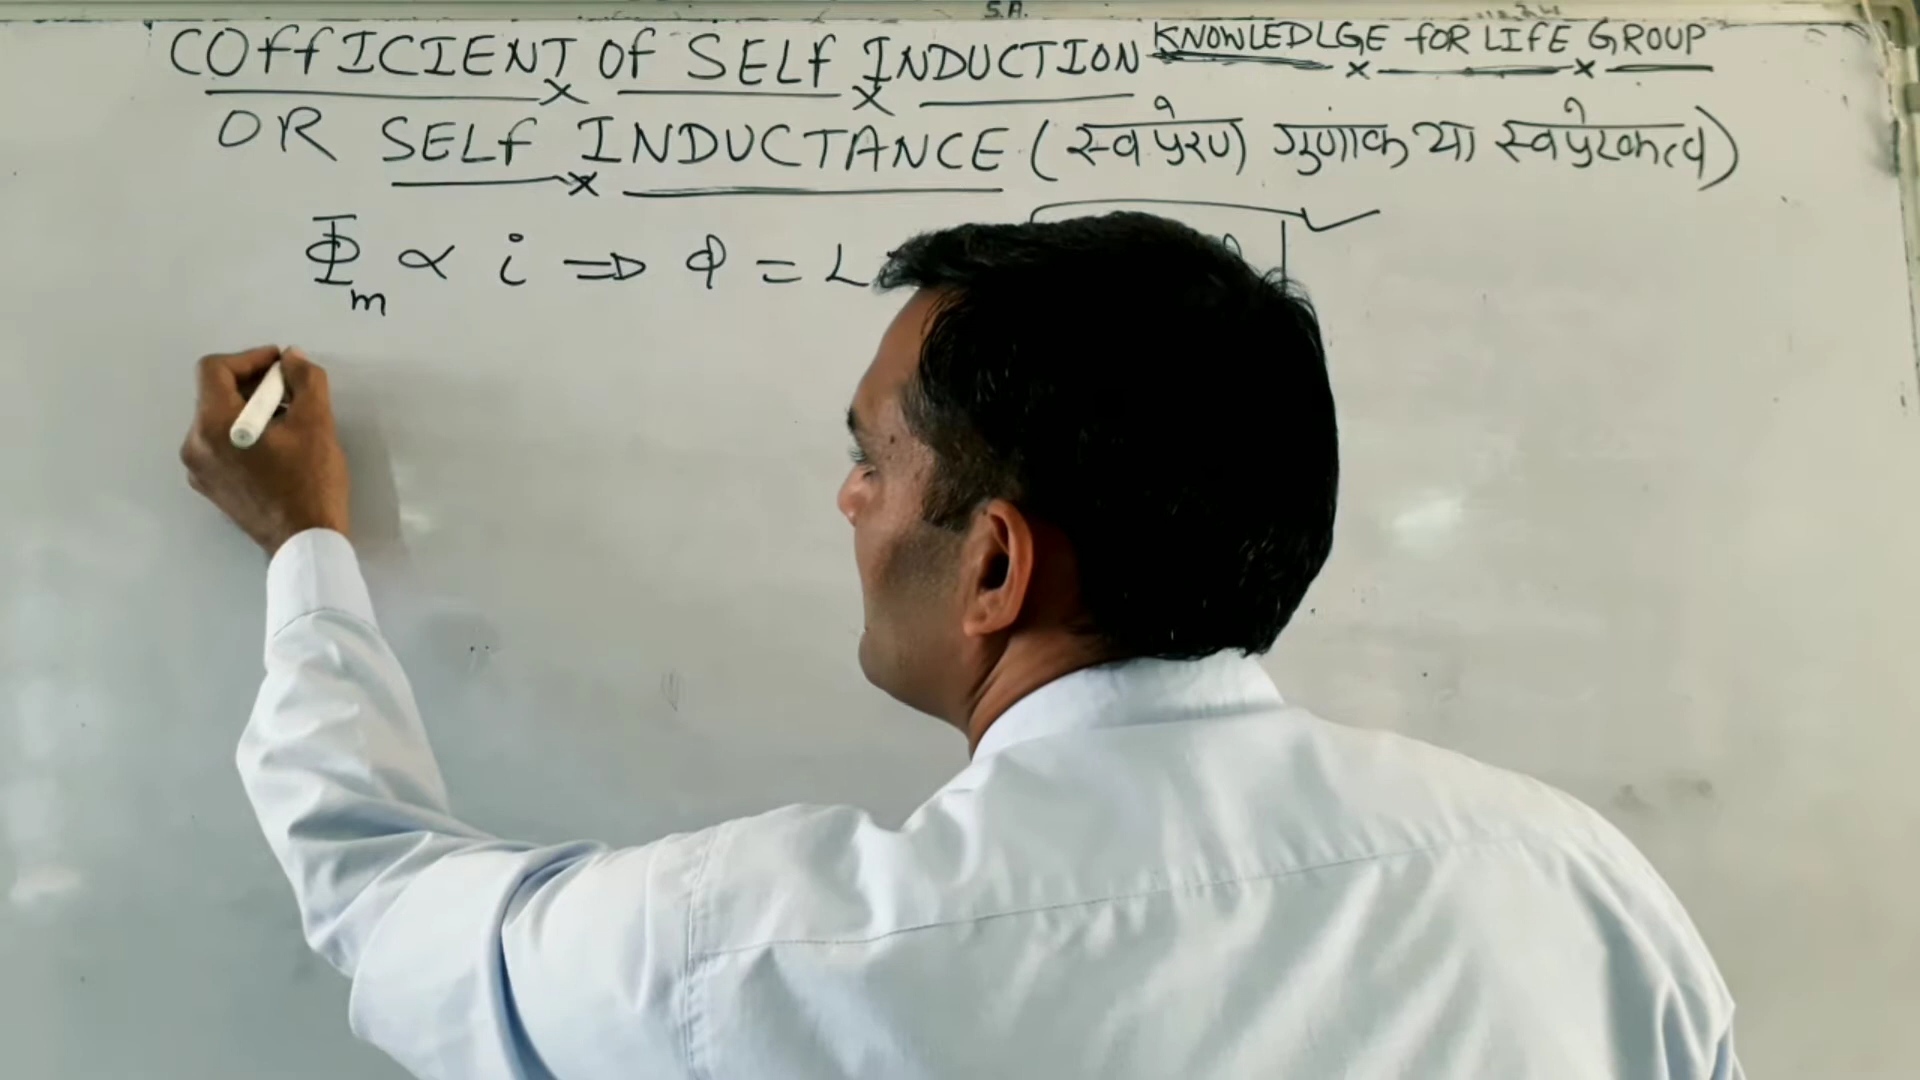 S.A.
COffICIENT Of SELf INDUCTION KNOWLEDLGE fOR LIfE GROUP
OR SELf INDUCTANCE (स्वप्रेरण गुणांक या स्वप्रेरकत्व)
Φm ∝ i ⇒ Φ = L